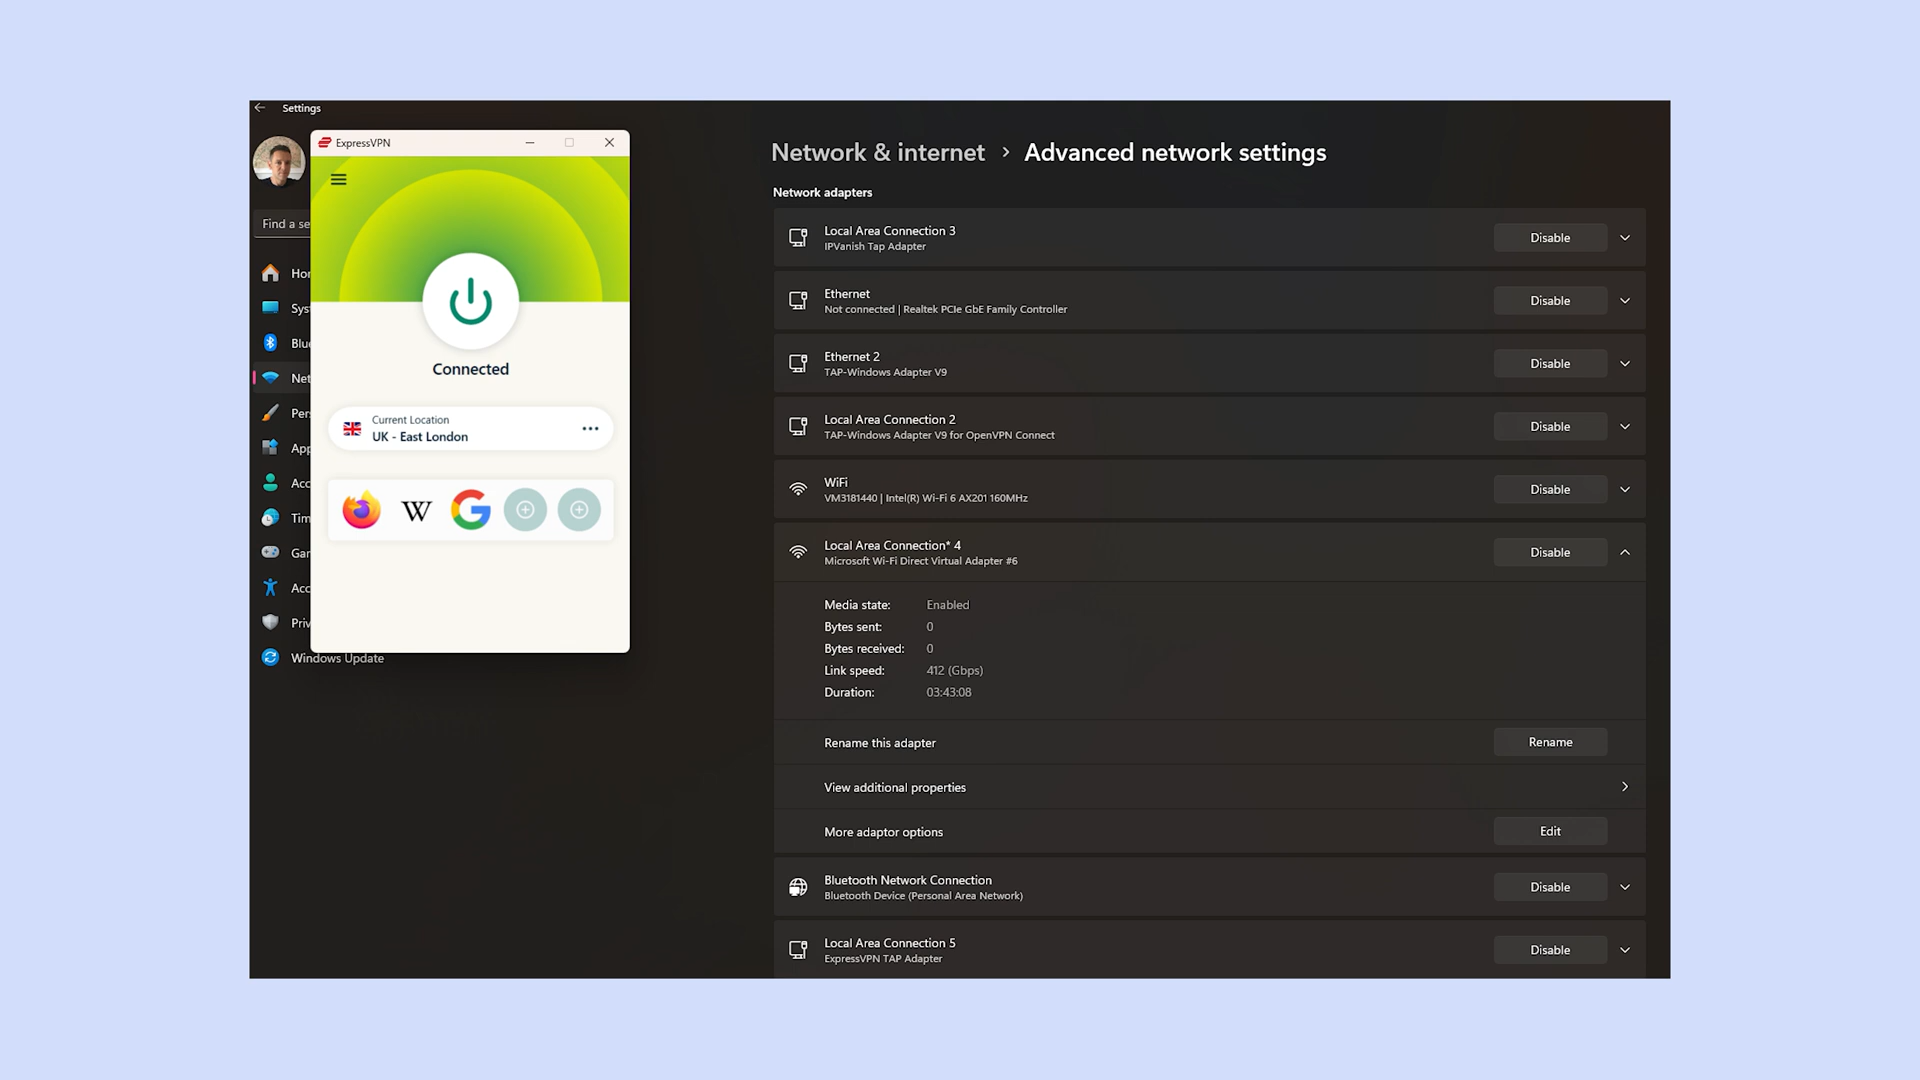 Settings
ExpressVPN
Find a se
Hor
Sys
Blu
Net
Per
App
Acc
Tim
Gar
Acc
Priv
Windows Update
Connected
Current Location
UK - East London
W
G
Network & internet > Advanced network settings
Network adapters
Local Area Connection 3
IPVanish Tap Adapter
Disable
Ethernet
Not connected | Realtek PCIe GbE Family Controller
Disable
Ethernet 2
TAP-Windows Adapter V9
Disable
Local Area Connection 2
TAP-Windows Adapter V9 for OpenVPN Connect
Disable
WiFi
VM3181440 | Intel(R) Wi-Fi 6 AX201 160MHz
Disable
Local Area Connection* 4
Microsoft Wi-Fi Direct Virtual Adapter #6
Disable
Media state: Enabled
Bytes sent: 0
Bytes received: 0
Link speed: 412 (Gbps)
Duration: 03:43:08
Rename this adapter
Rename
View additional properties
More adaptor options
Edit
Bluetooth Network Connection
Bluetooth Device (Personal Area Network)
Disable
Local Area Connection 5
ExpressVPN TAP Adapter
Disable